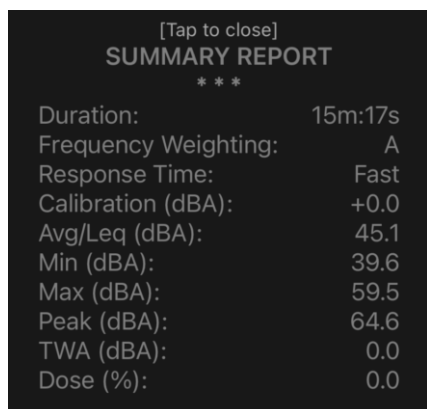 [Tap to close]
SUMMARY REPORT
* * *
Duration: 15m:17s
Frequency Weighting: A
Response Time: Fast
Calibration (dBA): +0.0
Avg/Leq (dBA): 45.1
Min (dBA): 39.6
Max (dBA): 59.5
Peak (dBA): 64.6
TWA (dBA): 0.0
Dose (%): 0.0